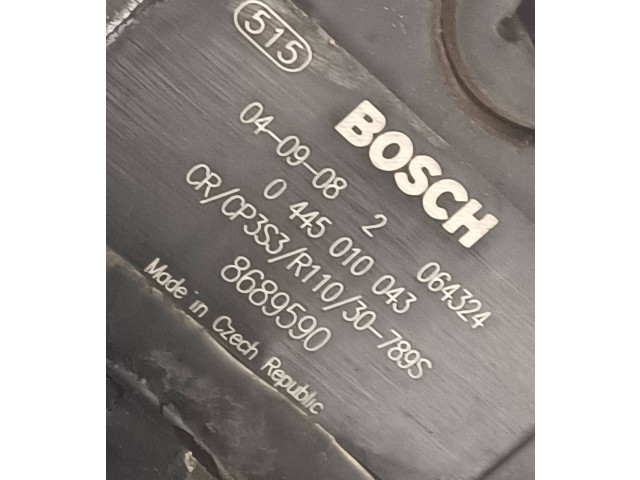 515
BOSCH
04-09-08 2 064324
0 445 010 043
CR/CP3S3/R110/30-789S
8689590
Made in Czech Republic